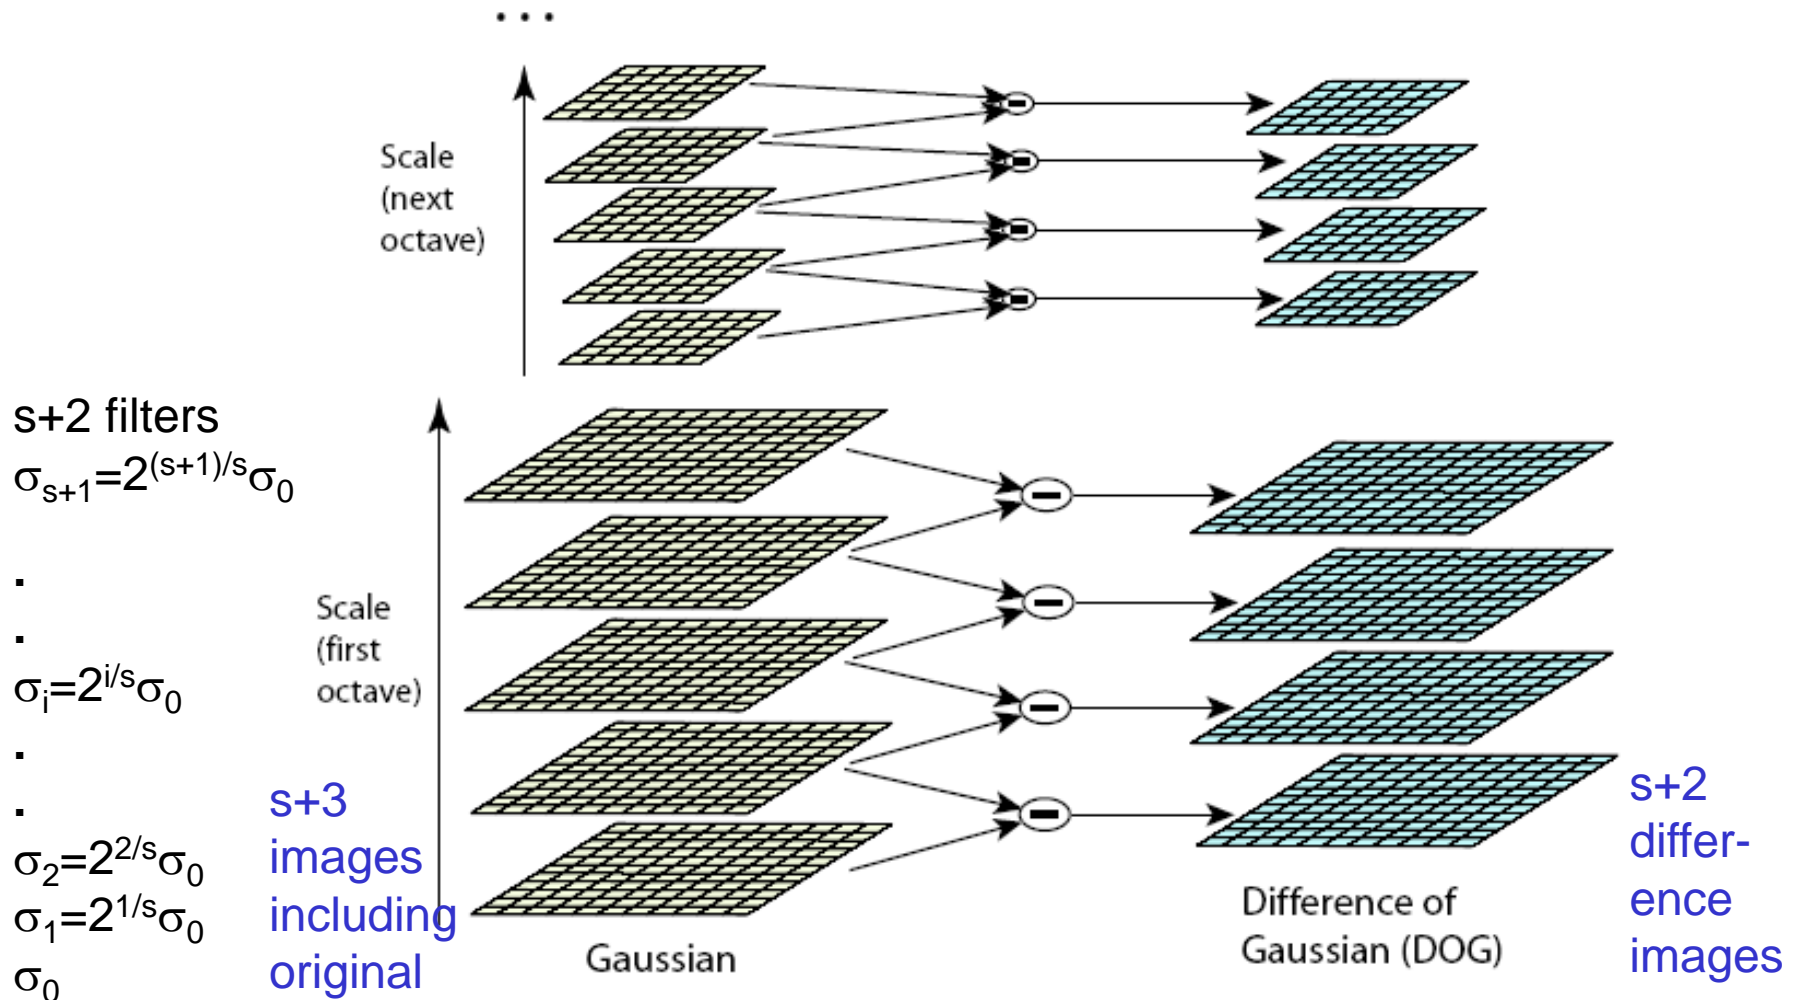 ...
Scale
(next
octave)
s+2 filters
σs+1=2(s+1)/sσ0
.
.
σi=2i/sσ0
.
.
σ2=22/sσ0
σ1=21/sσ0
σ0
s+3
images
including
original
Scale
(first
octave)
Gaussian
Difference of
Gaussian (DOG)
s+2
differ-
ence
images